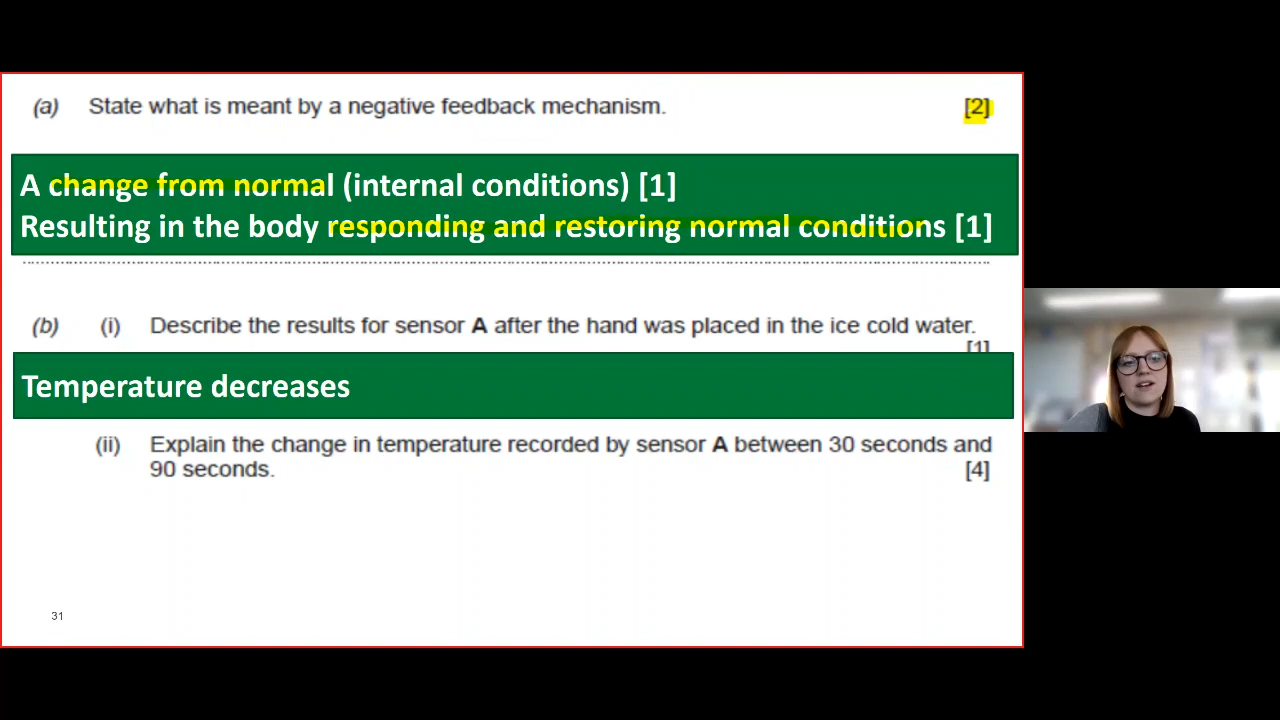 (a) State what is meant by a negative feedback mechanism. [2]
A change from normal (internal conditions) [1]
Resulting in the body responding and restoring normal conditions [1]
(b) (i) Describe the results for sensor A after the hand was placed in the ice cold water.
[1]
Temperature decreases
(ii) Explain the change in temperature recorded by sensor A between 30 seconds and
90 seconds. [4]
31